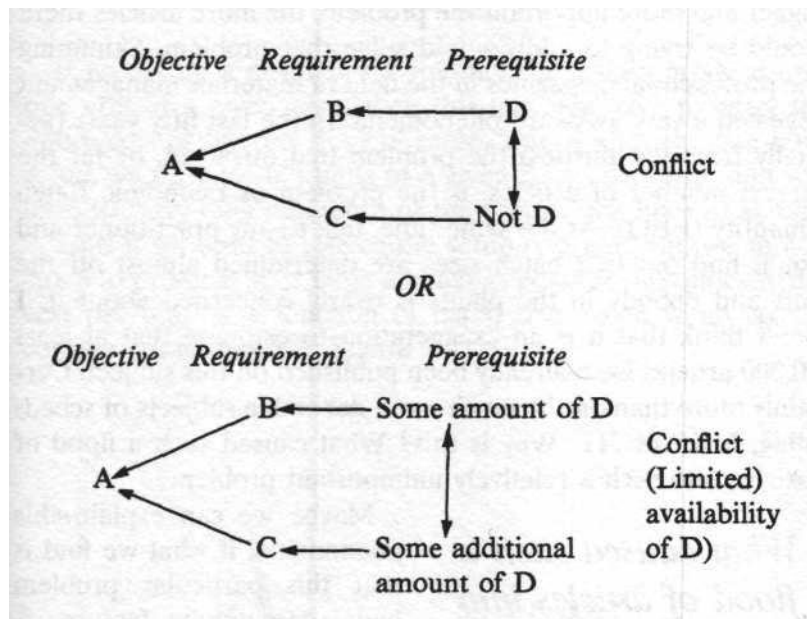 Objective Requirement Prerequisite
B D
A Conflict
C Not D
OR
Objective Requirement Prerequisite
B Some amount of D
Conflict
A (Limited)
availability
C Some additional of D)
amount of D